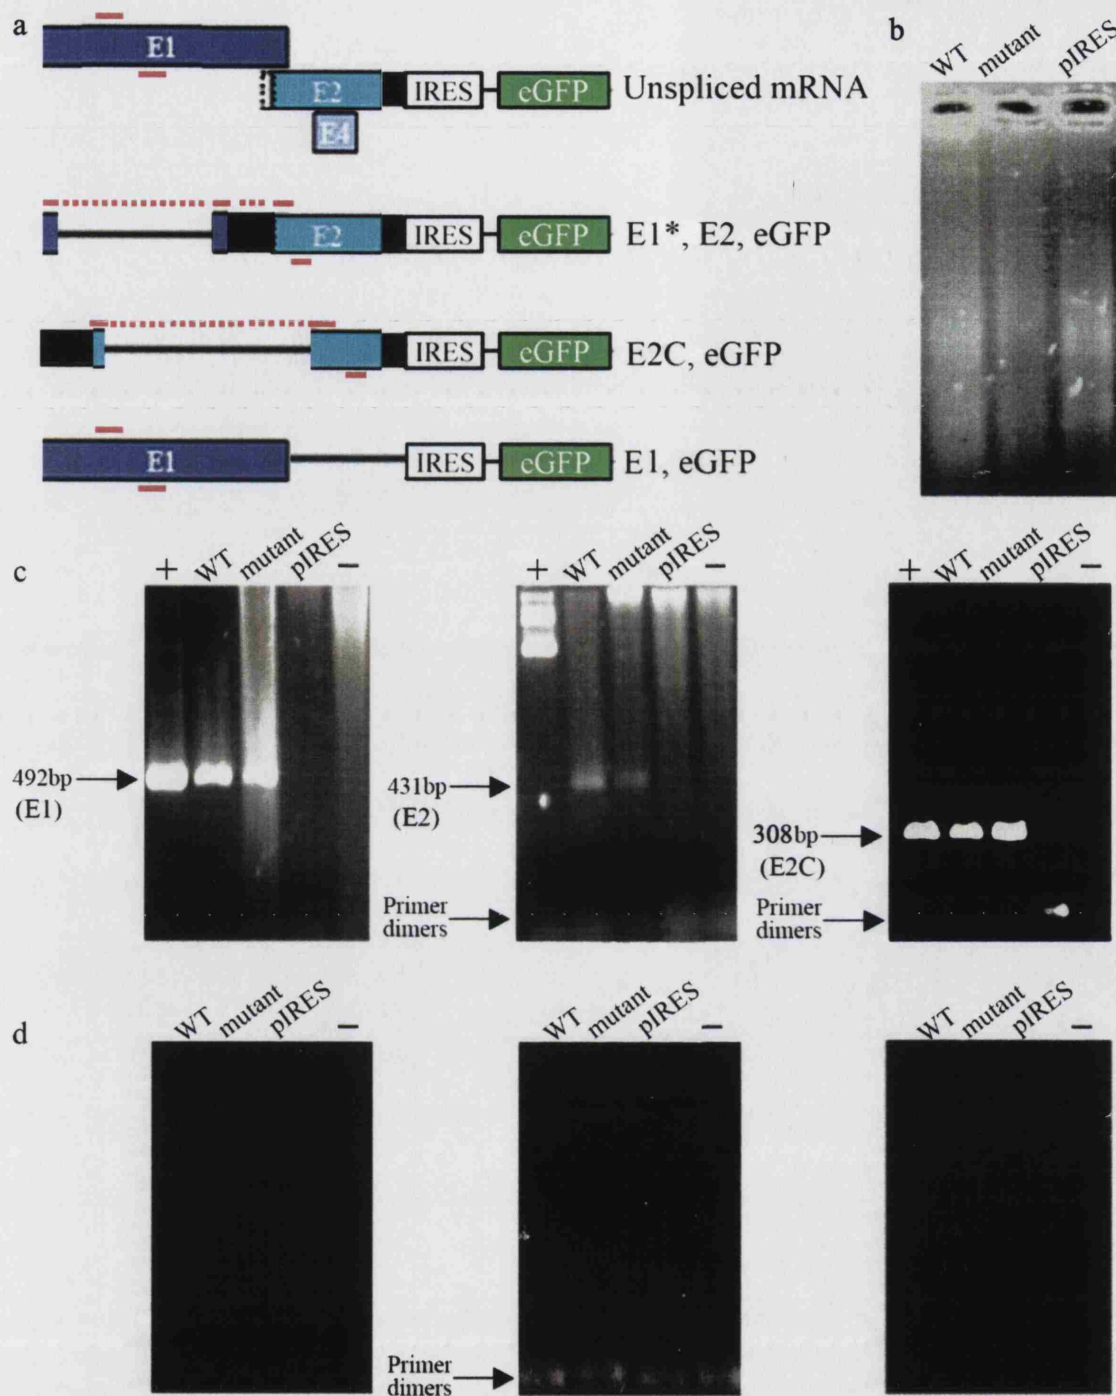 a
E1
E2
IRES
eGFP
Unspliced mRNA
E4
E2
IRES
eGFP
E1*, E2, eGFP
IRES
eGFP
E2C, eGFP
E1
IRES
eGFP
E1, eGFP
b
WT
mutant
pIRES
c
+ WT mutant pIRES −
492bp
(E1)
+ WT mutant pIRES −
431bp
(E2)
Primer
dimers
+ WT mutant pIRES −
308bp
(E2C)
Primer
dimers
d
WT mutant pIRES −
WT mutant pIRES −
Primer
dimers
WT mutant pIRES −